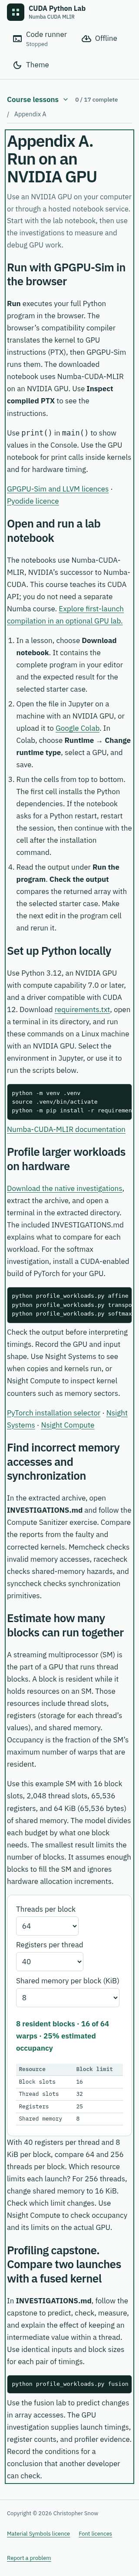 CUDA Python Lab
Numba CUDA MLIR
Code runner
Stopped
Offline
Theme
Course lessons
0 / 17 complete
/ Appendix A
Appendix A.
Run on an
NVIDIA GPU
Use an NVIDIA GPU on your computer
or through a hosted notebook service.
Start with the lab notebook, then use
the investigations to measure and
debug GPU work.
Run with GPGPU-Sim in
the browser
Run executes your full Python
program in the browser. The
browser's compatibility compiler
translates the kernel to GPU
instructions (PTX), then GPGPU-Sim
runs them. The downloaded
notebook uses Numba-CUDA-MLIR
on an NVIDIA GPU. Use Inspect
compiled PTX to see the
instructions.
Use print() in main() to show
values in the Console. Use the GPU
notebook for print calls inside kernels
and for hardware timing.
GPGPU-Sim and LLVM licences ·
Pyodide licence
Open and run a lab
notebook
The notebooks use Numba-CUDA-
MLIR, NVIDIA's successor to Numba-
CUDA. This course teaches its CUDA
API; you do not need a separate
Numba course. Explore first-launch
compilation in an optional GPU lab.
1. In a lesson, choose Download
notebook. It contains the
complete program in your editor
and the expected result for the
selected starter case.
2. Open the file in Jupyter on a
machine with an NVIDIA GPU, or
upload it to Google Colab. In
Colab, choose Runtime → Change
runtime type, select a GPU, and
save.
3. Run the cells from top to bottom.
The first cell installs the Python
dependencies. If the notebook
asks for a Python restart, restart
the session, then continue with the
cell after the installation
command.
4. Read the output under Run the
program. Check the output
compares the returned array with
the selected starter case. Make
your next edit in the program cell
and rerun it.
Set up Python locally
Use Python 3.12, an NVIDIA GPU
with compute capability 7.0 or later,
and a driver compatible with CUDA
12. Download requirements.txt, open
a terminal in its directory, and run
these commands on a Linux machine
with an NVIDIA GPU. Select the
environment in Jupyter, or use it to
run the scripts below.
python -m venv .venv
source .venv/bin/activate
python -m pip install -r requiremen
Numba-CUDA-MLIR documentation
Profile larger workloads
on hardware
Download the native investigations,
extract the archive, and open a
terminal in the extracted directory.
The included INVESTIGATIONS.md
explains what to compare for each
workload. For the softmax
investigation, install a CUDA-enabled
build of PyTorch for your GPU.
python profile_workloads.py affine
python profile_workloads.py transpo
python profile_workloads.py softmax
Check the output before interpreting
timings. Record the GPU and input
shape. Use Nsight Systems to see
when copies and kernels run, or
Nsight Compute to inspect kernel
counters such as memory sectors.
PyTorch installation selector · Nsight
Systems · Nsight Compute
Find incorrect memory
accesses and
synchronization
In the extracted archive, open
INVESTIGATIONS.md and follow the
Compute Sanitizer exercise. Compare
the reports from the faulty and
corrected kernels. Memcheck checks
invalid memory accesses, racecheck
checks shared-memory hazards, and
synccheck checks synchronization
primitives.
Estimate how many
blocks can run together
A streaming multiprocessor (SM) is
the part of a GPU that runs thread
blocks. A block is resident while it
holds resources on an SM. Those
resources include thread slots,
registers (storage for each thread's
values), and shared memory.
Occupancy is the fraction of the SM's
maximum number of warps that are
resident.
Use this example SM with 16 block
slots, 2,048 thread slots, 65,536
registers, and 64 KiB (65,536 bytes)
of shared memory. The model divides
each budget by what one block
needs. The smallest result limits the
number of blocks. It assumes enough
blocks to fill the SM and ignores
hardware allocation increments.
Threads per block
64
Registers per thread
40
Shared memory per block (KiB)
8
8 resident blocks · 16 of 64
warps · 25% estimated
occupancy
Resource Block limit
Block slots 16
Thread slots 32
Registers 25
Shared memory 8
With 40 registers per thread and 8
KiB per block, compare 64 and 256
threads per block. Which resource
limits each launch? For 256 threads,
change shared memory to 16 KiB.
Check which limit changes. Use
Nsight Compute to check occupancy
and its limits on the actual GPU.
Profiling capstone.
Compare two launches
with a fused kernel
In INVESTIGATIONS.md, follow the
capstone to predict, check, measure,
and explain the effect of keeping an
intermediate value within a thread.
Use identical inputs and block sizes
for each pair of timings.
python profile_workloads.py fusion
Use the fusion lab to predict changes
in array accesses. The GPU
investigation supplies launch timings,
register counts, and profiler evidence.
Record the conditions for a
conclusion that another developer
can check.
Copyright © 2026 Christopher Snow
Material Symbols licence Font licences
Report a problem